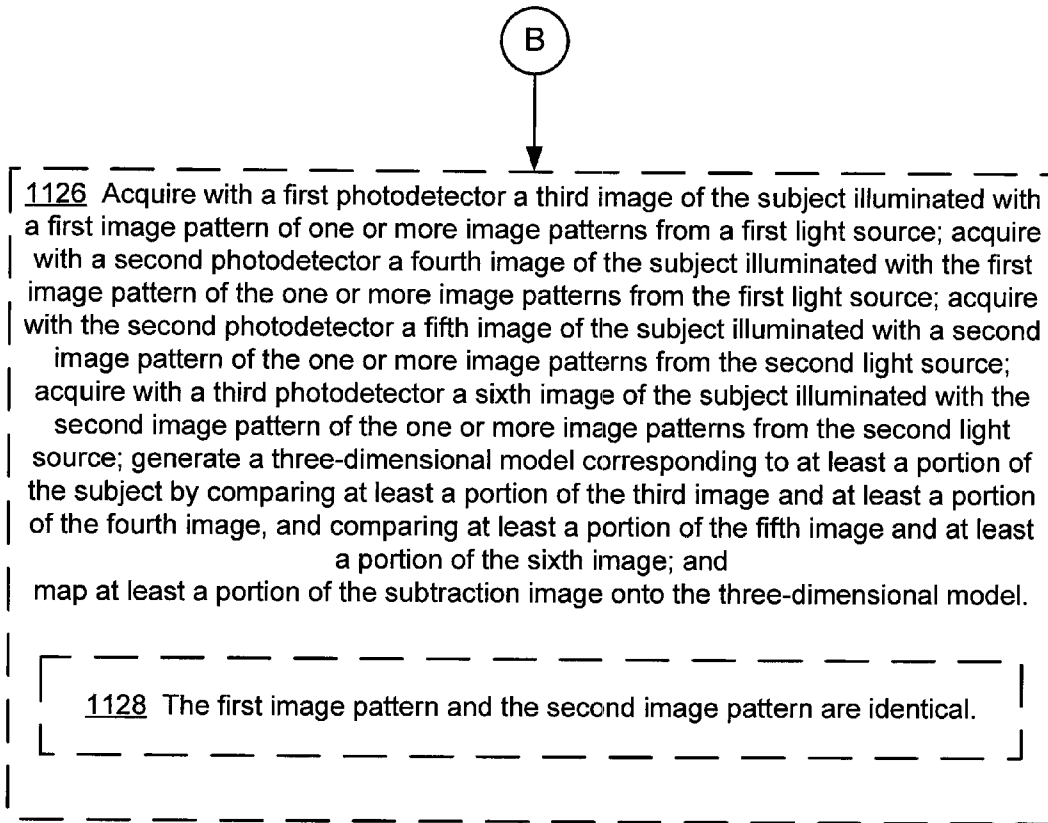 B
1126 Acquire with a first photodetector a third image of the subject illuminated with
a first image pattern of one or more image patterns from a first light source; acquire
with a second photodetector a fourth image of the subject illuminated with the first
image pattern of the one or more image patterns from the first light source; acquire
with the second photodetector a fifth image of the subject illuminated with a second
image pattern of the one or more image patterns from the second light source;
acquire with a third photodetector a sixth image of the subject illuminated with the
second image pattern of the one or more image patterns from the second light
source; generate a three-dimensional model corresponding to at least a portion of
the subject by comparing at least a portion of the third image and at least a portion
of the fourth image, and comparing at least a portion of the fifth image and at least
a portion of the sixth image; and
map at least a portion of the subtraction image onto the three-dimensional model.
1128 The first image pattern and the second image pattern are identical.